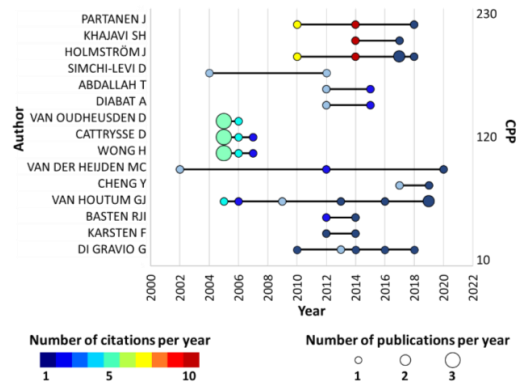 PARTANEN J
KHAJAVI SH
HOLMSTRÖM J
SIMCHI-LEVI D
ABDALLAH T
DIABAT A
VAN OUDHEUSDEN D
CATTRYSSE D
WONG H
VAN DER HEIJDEN MC
CHENG Y
VAN HOUTUM GJ
BASTEN RJI
KARSTEN F
DI GRAVIO G
Author
230
120
10
CPP
2000 2002 2004 2006 2008 2010 2012 2014 2016 2018 2020 2022
Year
Number of citations per year
1 5 10
Number of publications per year
1 2 3